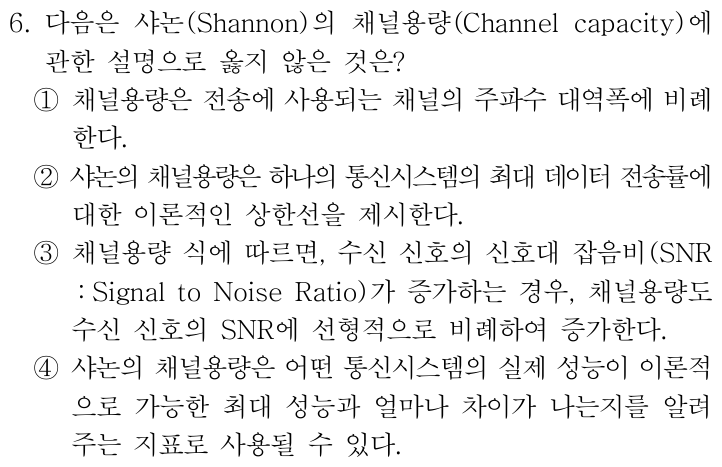 6. 다음은 샤논(Shannon)의 채널용량(Channel capacity)에
관한 설명으로 옳지 않은 것은?
① 채널용량은 전송에 사용되는 채널의 주파수 대역폭에 비례
한다.
② 샤논의 채널용량은 하나의 통신시스템의 최대 데이터 전송률에
대한 이론적인 상한선을 제시한다.
③ 채널용량 식에 따르면, 수신 신호의 신호대 잡음비(SNR
: Signal to Noise Ratio)가 증가하는 경우, 채널용량도
수신 신호의 SNR에 선형적으로 비례하여 증가한다.
④ 샤논의 채널용량은 어떤 통신시스템의 실제 성능이 이론적
으로 가능한 최대 성능과 얼마나 차이가 나는지를 알려
주는 지표로 사용될 수 있다.